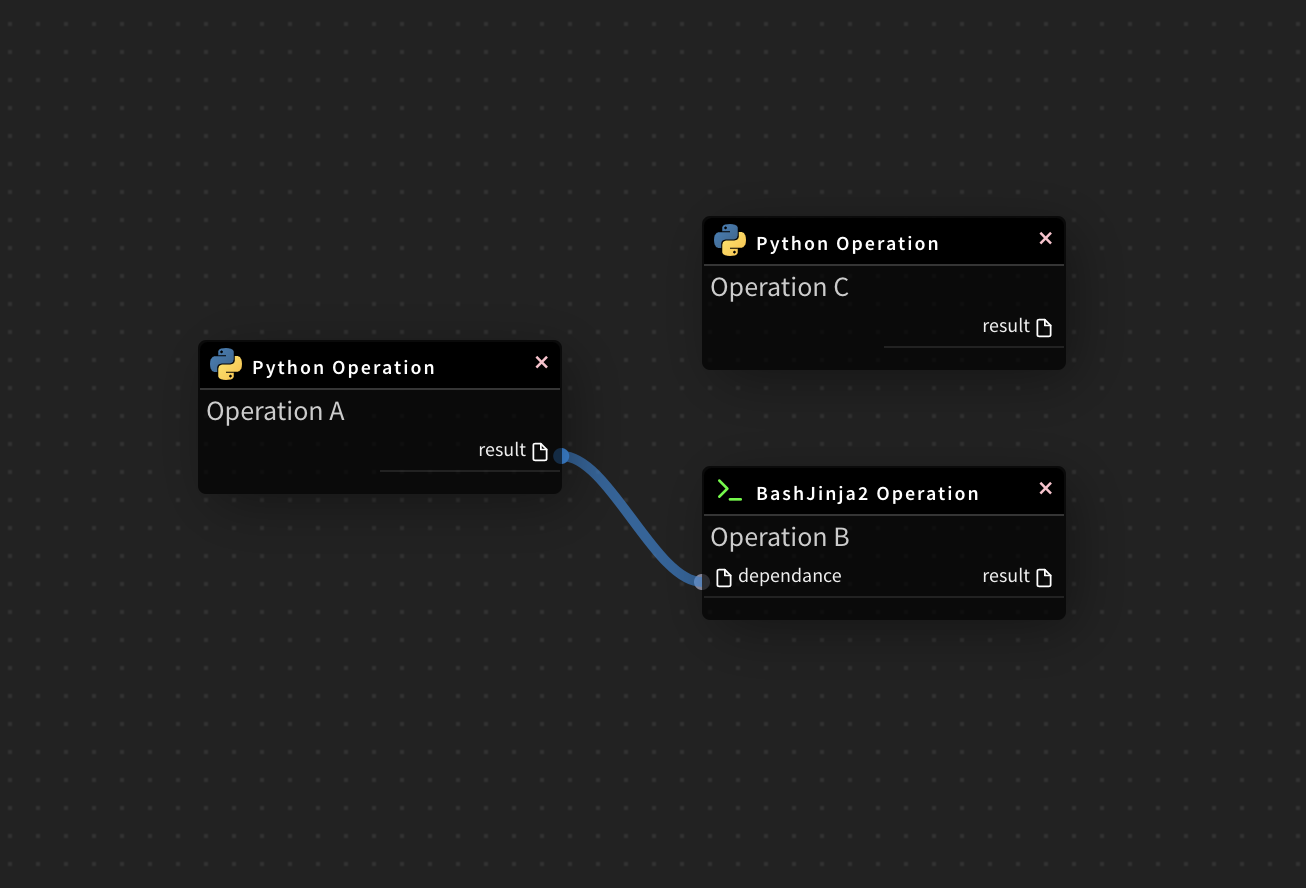 Python Operation
Operation C
result
Python Operation
Operation A
result
BashJinja2 Operation
Operation B
dependance result